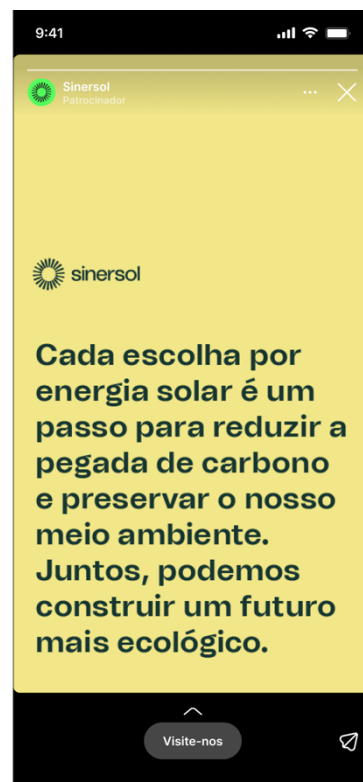 9:41
Sinersol
Patrocinador
sinersol
Cada escolha por
energia solar é um
passo para reduzir a
pegada de carbono
e preservar o nosso
meio ambiente.
Juntos, podemos
construir um futuro
mais ecológico.
Visite-nos